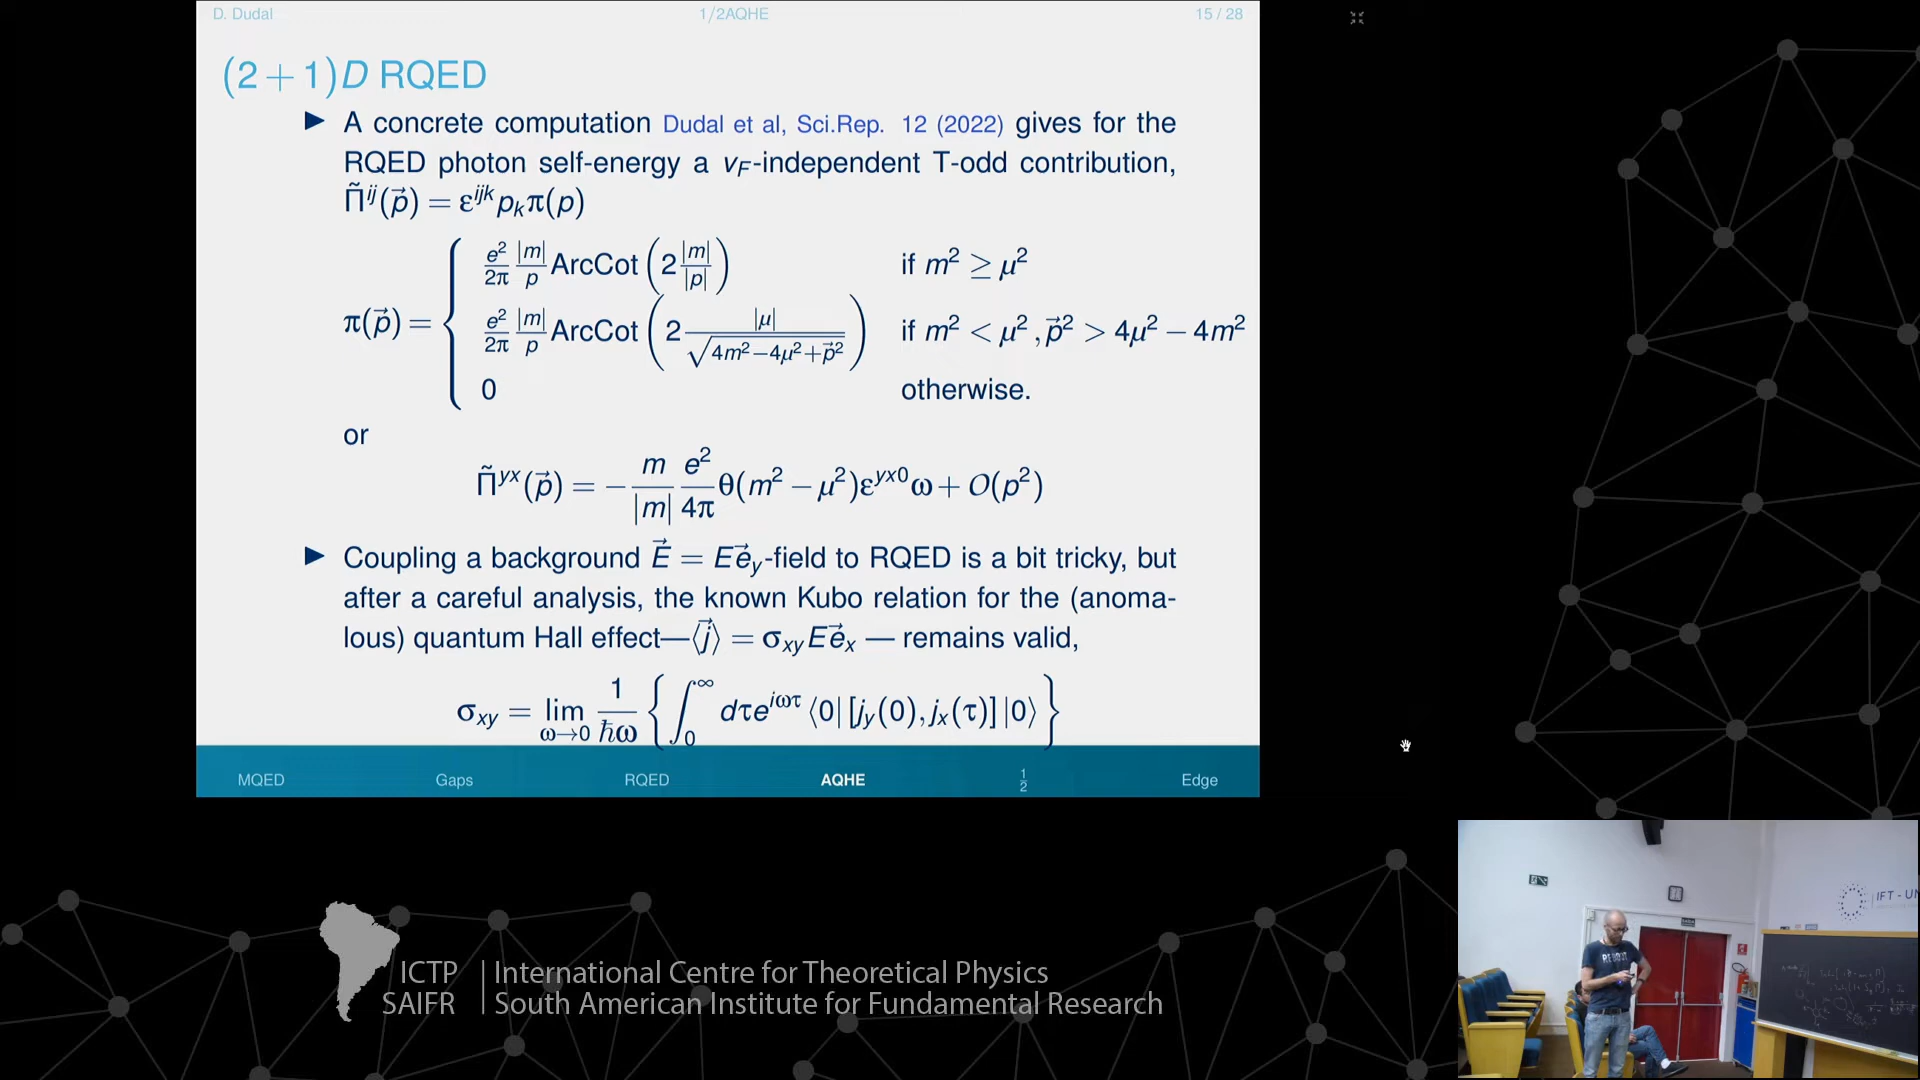 D. Dudal 1/2AQHE 15 / 28
(2+1)D RQED
▶ A concrete computation Dudal et al, Sci.Rep. 12 (2022) gives for the
RQED photon self-energy a v_F-independent T-odd contribution,
Π̃^{ij}(p⃗) = ε^{ijk} p_k π(p)
π(p⃗) = { e²/2π |m|/p ArcCot(2 |m|/|p|) if m² ≥ μ²
e²/2π |m|/p ArcCot(2 |μ|/√(4m²−4μ²+p⃗²)) if m² < μ², p⃗² > 4μ² − 4m²
0 otherwise.
or
Π̃^{yx}(p⃗) = − m/|m| e²/4π θ(m² − μ²)ε^{yx0}ω + O(p²)
▶ Coupling a background E⃗ = Ee⃗_y-field to RQED is a bit tricky, but
after a careful analysis, the known Kubo relation for the (anoma-
lous) quantum Hall effect—⟨j⃗⟩ = σ_{xy}Ee⃗_x — remains valid,
σ_{xy} = lim_{ω→0} 1/ħω { ∫_0^∞ dτe^{iωτ} ⟨0| [j_y(0), j_x(τ)] |0⟩ }
MQED Gaps RQED AQHE 1/2 Edge
ICTP | International Centre for Theoretical Physics
SAIFR | South American Institute for Fundamental Research